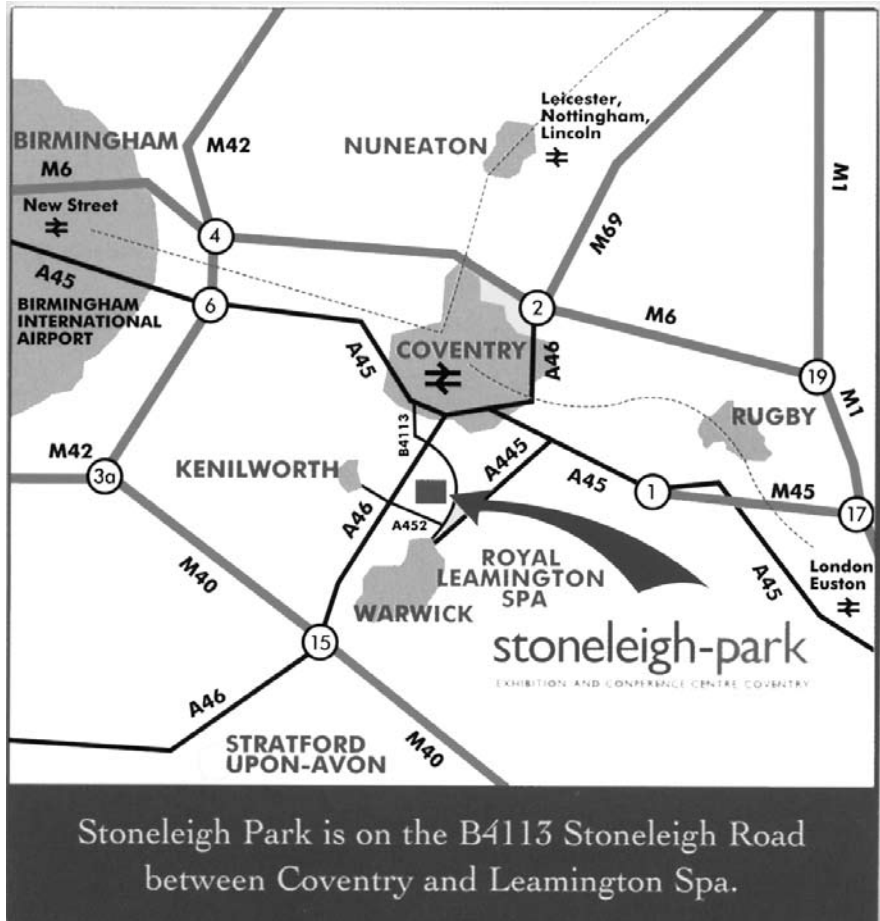 Leicester,
Nottingham,
Lincoln
BIRMINGHAM
M42
NUNEATON
M6
M1
New Street
M69
4
A45
6
2
BIRMINGHAM
INTERNATIONAL
AIRPORT
M6
A45
COVENTRY
A46
19
M1
RUGBY
B4113
M42
3a
KENILWORTH
A445
A45
1
M45
17
A46
A452
M40
ROYAL
LEAMINGTON
SPA
A45
London
Euston
WARWICK
15
stoneleigh-park
EXHIBITION AND CONFERENCE CENTRE COVENTRY
A46
STRATFORD
UPON-AVON
M40
Stoneleigh Park is on the B4113 Stoneleigh Road
between Coventry and Leamington Spa.